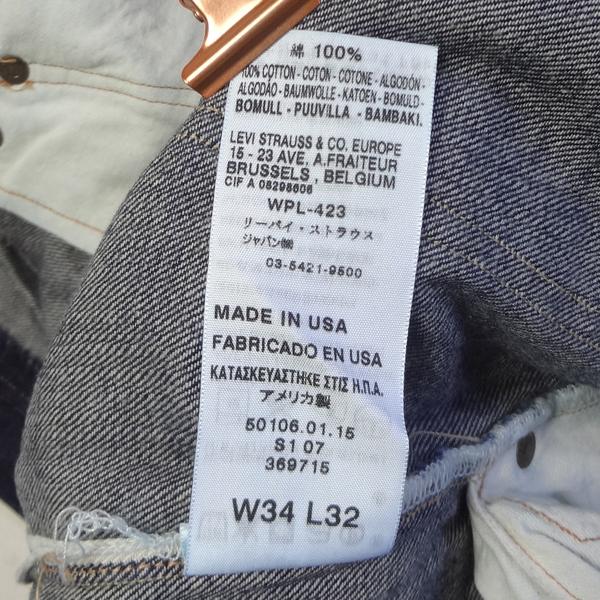 綿 100%
100% COTTON - COTON - COTONE - ALGODÓN -
ALGODÃO - BAUMWOLLE - KATOEN - BOMULD -
BOMULL - PUUVILLA - BAMBAKI.
LEVI STRAUSS & CO. EUROPE
15 - 23 AVE. A.FRAITEUR
BRUSSELS, BELGIUM
CIF A 08298606
WPL-423
リーバイ・ストラウス
ジャパン㈱
03-5421-9500
MADE IN USA
FABRICADO EN USA
ΚΑΤΑΣΚΕΥΑΣΤΗΚΕ ΣΤΙΣ Η.Π.Α.
アメリカ製
50106.01.15
S1 07
369715
W34 L32